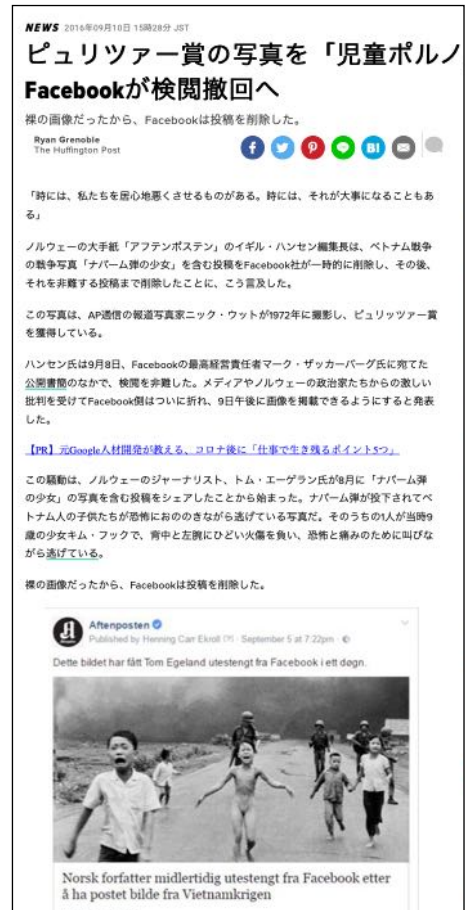 NEWS 2016年09月10日 15時28分 JST
ピュリツァー賞の写真を「児童ポルノ
Facebookが検閲撤回へ
裸の画像だったから、Facebookは投稿を削除した。
Ryan Grenoble
The Huffington Post
「時には、私たちを居心地悪くさせるものがある。時には、それが大事になることもあ
る」
ノルウェーの大手紙「アフテンポステン」のイギル・ハンセン編集長は、ベトナム戦争
の戦争写真「ナパーム弾の少女」を含む投稿をFacebook社が一時的に削除し、その後、
それを非難する投稿まで削除したことに、こう言及した。
この写真は、AP通信の報道写真家ニック・ウットが1972年に撮影し、ピュリッツァー賞
を獲得している。
ハンセン氏は9月8日、Facebookの最高経営責任者マーク・ザッカーバーグ氏に宛てた
公開書簡のなかで、検閲を非難した。メディアやノルウェーの政治家たちからの激しい
批判を受けてFacebook側はついに折れ、9日午後に画像を掲載できるようにすると発表
した。
【PR】元Google人材開発が教える、コロナ後に「仕事で生き残るポイント5つ」
この騒動は、ノルウェーのジャーナリスト、トム・エーゲラン氏が8月に「ナパーム弾
の少女」の写真を含む投稿をシェアしたことから始まった。ナパーム弾が投下されてベ
トナム人の子供たちが恐怖におののきながら逃げている写真だ。そのうちの1人が当時9
歳の少女キム・フックで、背中と左腕にひどい火傷を負い、恐怖と痛みのために叫びな
がら逃げている。
裸の画像だったから、Facebookは投稿を削除した。
Aftenposten
Published by Henning Carr Ekroll [?] · September 5 at 7:22pm ·
Dette bildet har fått Tom Egeland utestengt fra Facebook i ett døgn.
Norsk forfatter midlertidig utestengt fra Facebook etter
å ha postet bilde fra Vietnamkrigen